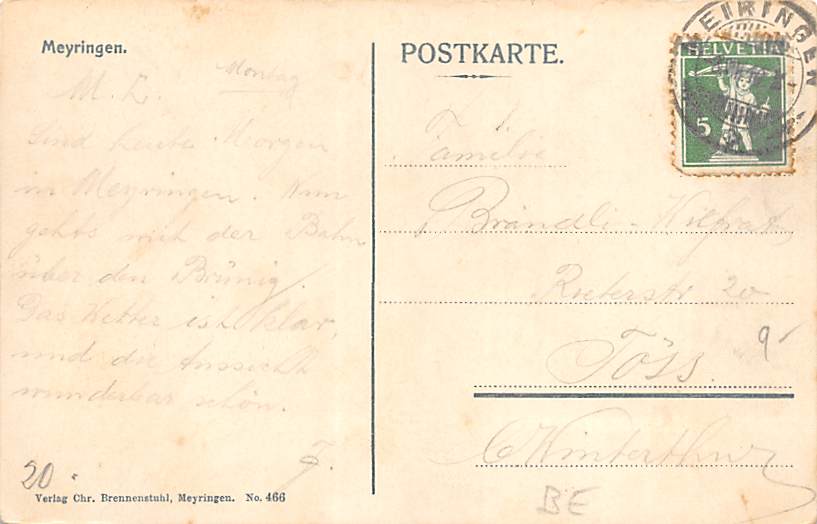 Meyringen.
Montag
M. L.
Sind heute Morgen
in Meyringen. Nun
gehts mit der Bahn
über den Brünig.
Das Wetter ist klar,
und die Aussicht
wunderbar schön.
F.
20
Verlag Chr. Brennenstuhl, Meyringen. No. 466
POSTKARTE.
MEIRINGEN
HELVETIA
5
Familie
Brändli-
Rieterstr 20
Töss.
b/Winterthur
9
BE